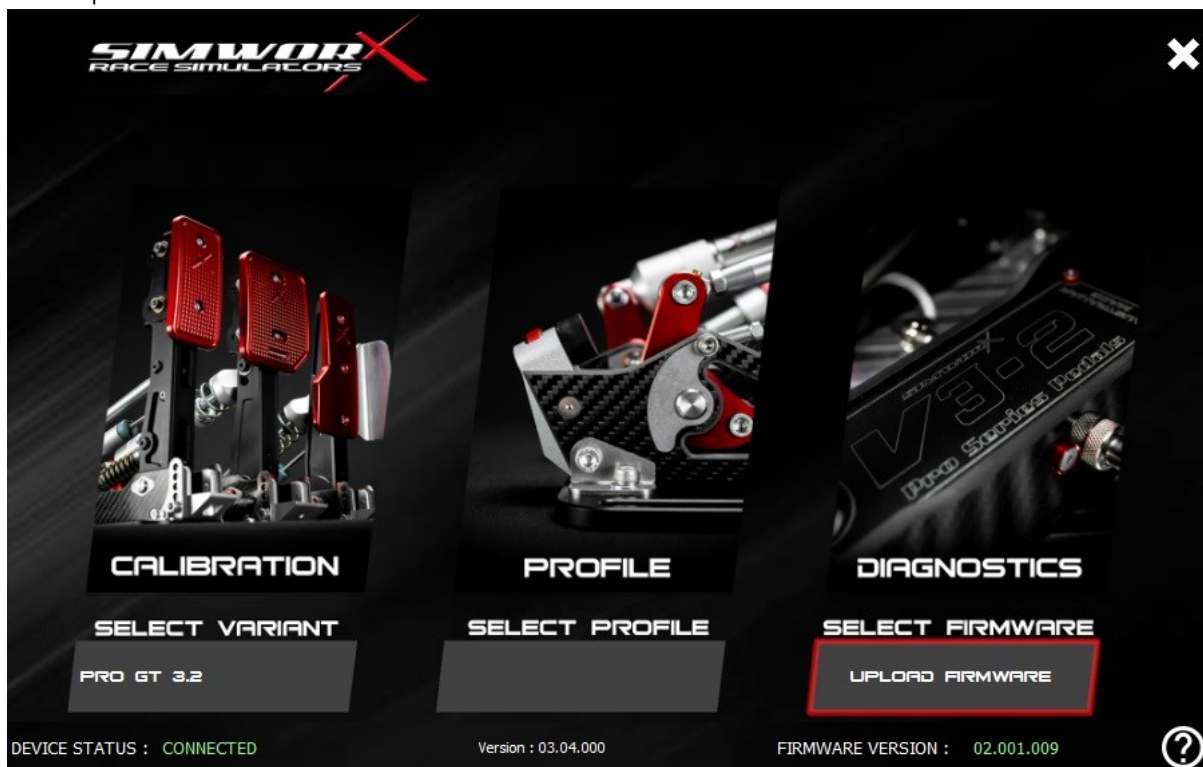 SIMWORX
RACE SIMULATORS
SIMWORX
V3-2
Pro Series Pedals
CALIBRATION
PROFILE
DIAGNOSTICS
SELECT VARIANT
SELECT PROFILE
SELECT FIRMWARE
PRO GT 3.2
UPLOAD FIRMWARE
DEVICE STATUS : CONNECTED
Version : 03.04.000
FIRMWARE VERSION : 02.001.009
?